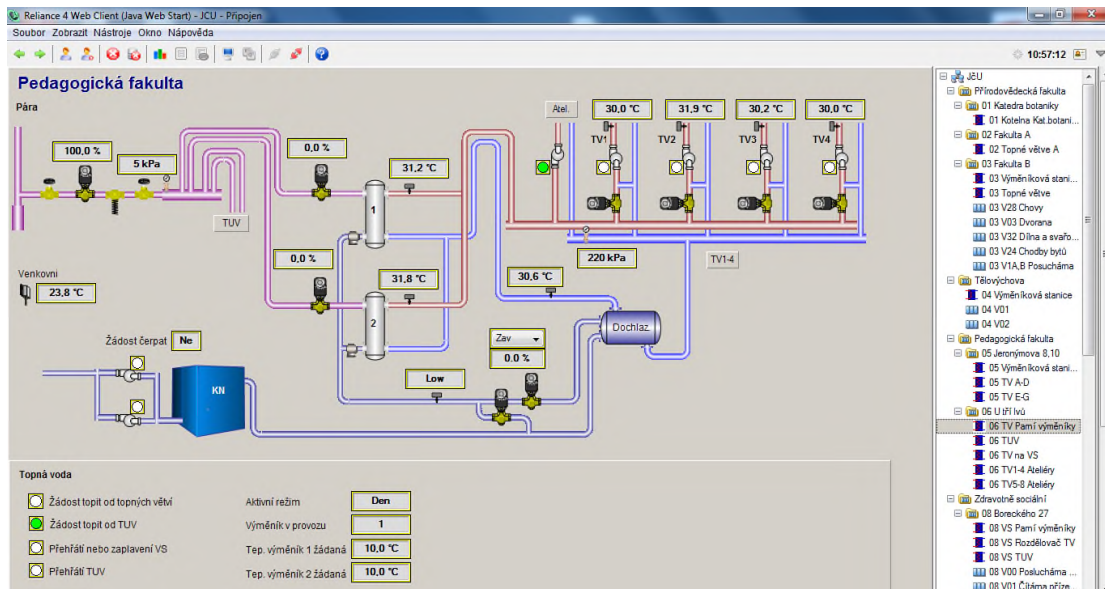 Reliance 4 Web Client (Java Web Start) - JCU - Připojen
Soubor Zobrazit Nástroje Okno Nápověda
10:57:12
Pedagogická fakulta
Pára
100,0 %
5 kPa
0,0 %
31,2 °C
Atel.
30,0 °C
31,9 °C
30,2 °C
30,0 °C
TV1
TV2
TV3
TV4
1
TUV
0,0 %
31,8 °C
220 kPa
TV1-4
30,6 °C
Venkovni
23,8 °C
2
Dochlaz.
Žádost čerpat
Ne
Zav
0.0 %
Low
KN
Topná voda
Žádost topit od topných větví
Aktivní režim
Den
Žádost topit od TUV
Výměník v provozu
1
Přehřátí nebo zaplavení VS
Tep. výměník 1 žádaná
10,0 °C
Přehřátí TUV
Tep. výměník 2 žádaná
10,0 °C
JčU
Přírodovědecká fakulta
01 Katedra botaniky
01 Kotelna Kat.botani...
02 Fakulta A
02 Topné větve A
03 Fakulta B
03 Výměníková stani...
03 Topné větve
03 V28 Chovy
03 V03 Dvorana
03 V32 Dílna a svařo...
03 V24 Chodby bytů
03 V1A,B Posucháma
Tělovýchova
04 Výměníková stanice
04 V01
04 V02
Pedagogická fakulta
05 Jeronýmova 8,10
05 Výměníková stani...
05 TV A-D
05 TV E-G
06 U tří lvů
06 TV Parní výměníky
06 TUV
06 TV na VS
06 TV1-4 Ateliéry
06 TV5-8 Ateliéry
Zdravotně sociální
08 Boreckého 27
08 VS Parní výměníky
08 VS Rozdělovač TV
08 VS TUV
08 V00 Poslucháma ...
08 V01 Čítárna příze...